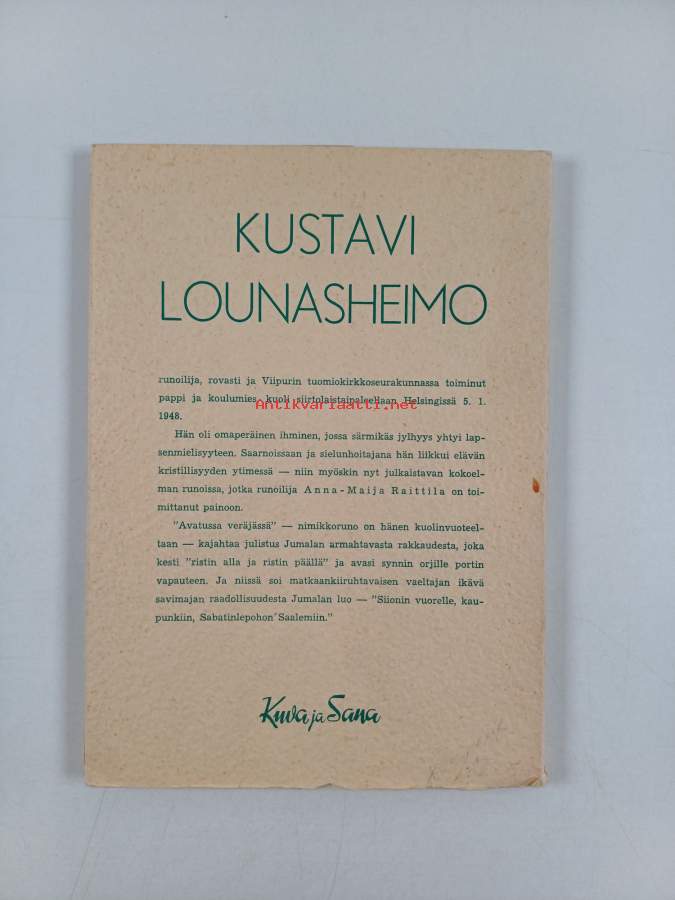 KUSTAVI
LOUNASHEIMO
runoilija, rovasti ja Viipurin tuomiokirkkoseurakunnassa toiminut
pappi ja koulumies, kuoli siirtolaistaipaleellaan Helsingissä 5. 1.
Antikvariaatti.net
1948.
Hän oli omaperäinen ihminen, jossa särmikäs jylhyys yhtyi lap-
senmielisyyteen. Saarnoissaan ja sielunhoitajana hän liikkui elävän
kristillisyyden ytimessä — niin myöskin nyt julkaistavan kokoel-
man runoissa, jotka runoilija Anna-Maija Raittila on toi-
mittanut painoon.
"Avatussa veräjässä" — nimikkoruno on hänen kuolinvuoteel-
taan — kajahtaa julistus Jumalan armahtavasta rakkaudesta, joka
kesti "ristin alla ja ristin päällä" ja avasi synnin orjille portin
vapauteen. Ja niissä soi matkaankiiruhtavaisen vaeltajan ikävä
savimajan raadollisuudesta Jumalan luo — "Siionin vuorelle, kau-
punkiin, Sabatinlepohon Saalemiin."
Kuva ja Sana